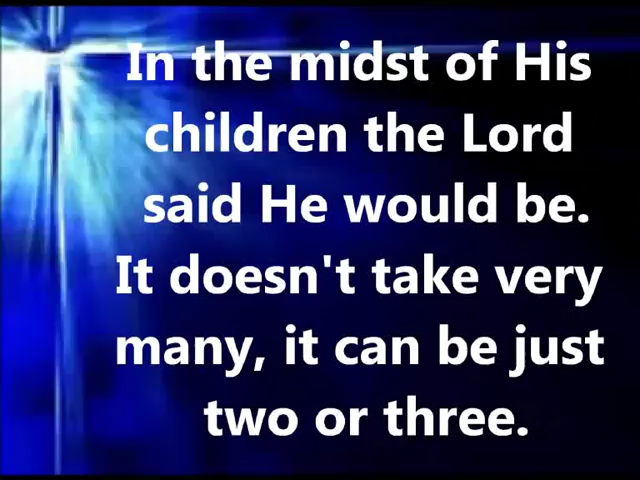 In the midst of His
children the Lord
said He would be.
It doesn't take very
many, it can be just
two or three.